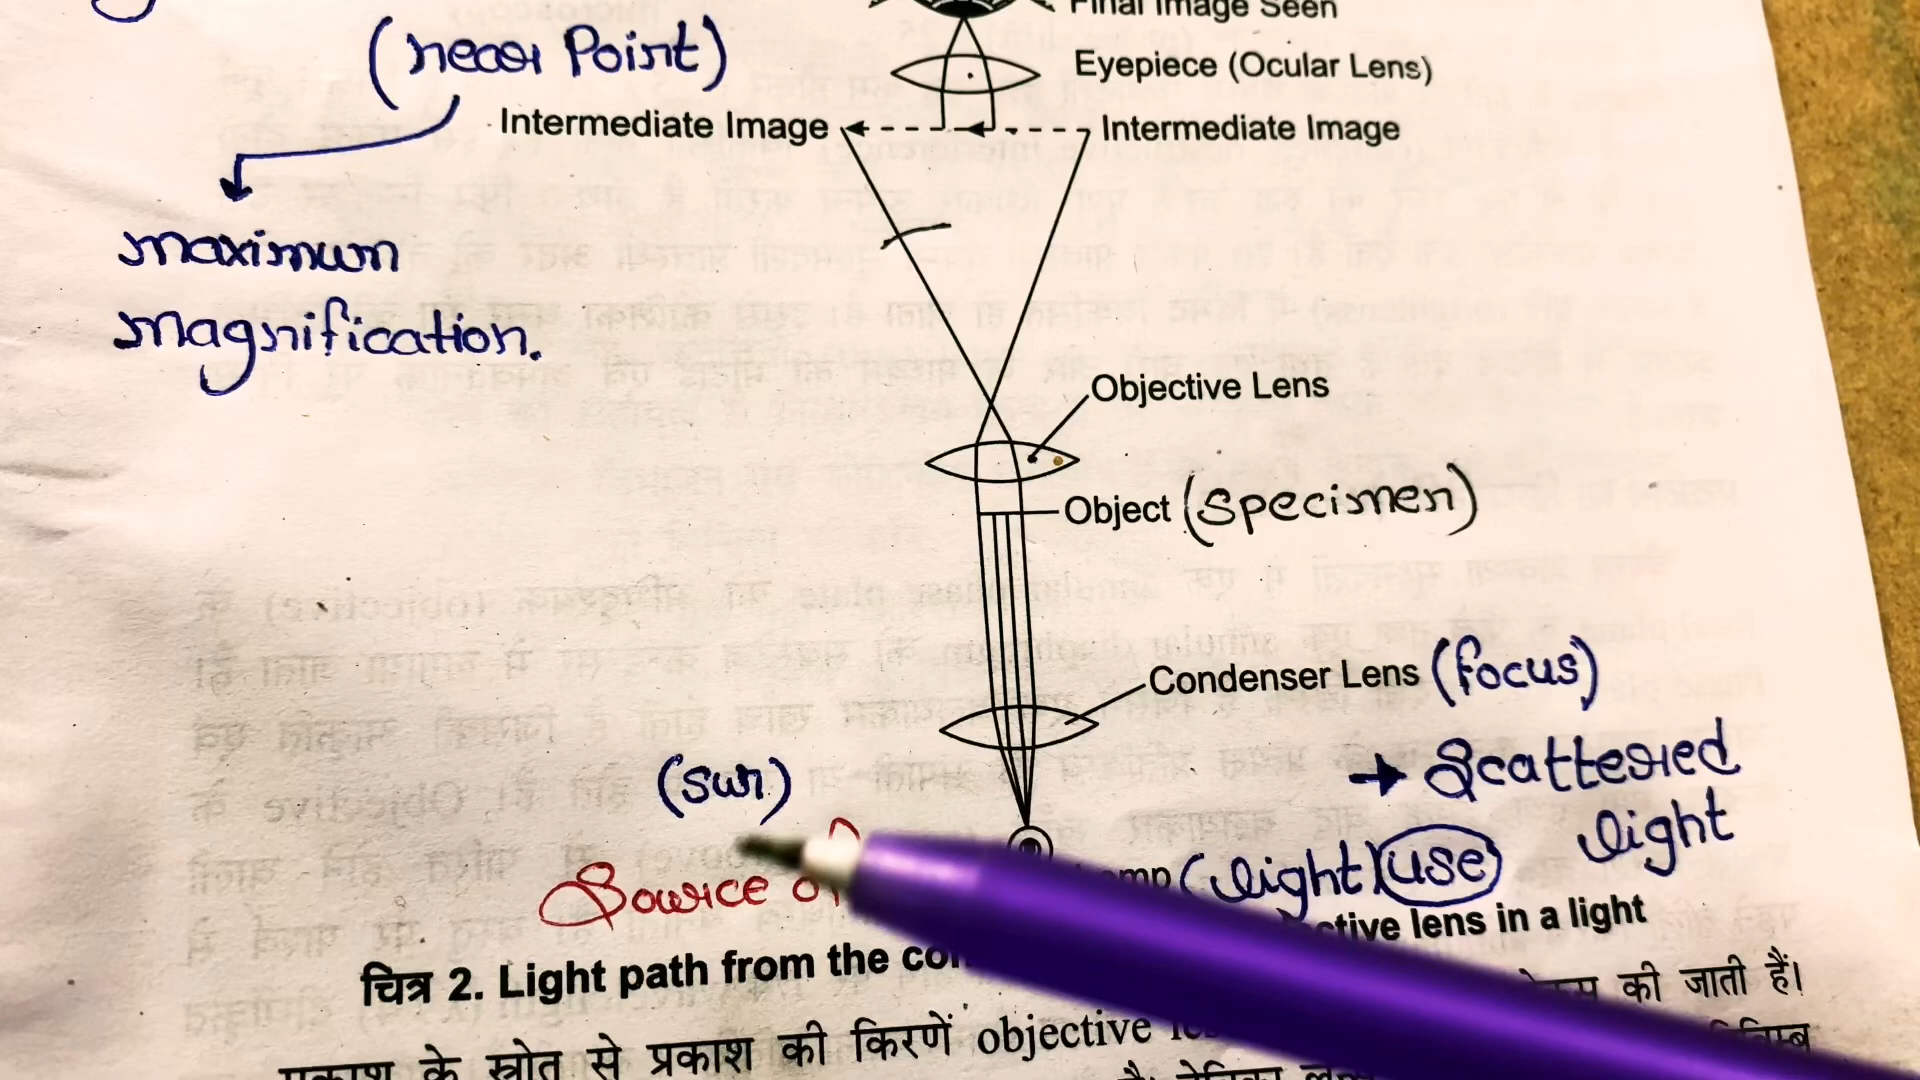 Final Image Seen
(near Point)
Eyepiece (Ocular Lens)
Intermediate Image
Intermediate Image
maximum
magnification.
Objective Lens
Object (Specimen)
Condenser Lens (focus)
→ Scattered
light
(sun)
(light) use
Source
lens in a light
चित्र 2. Light path from the
की जाती हैं।
प्रकाश के स्रोत से प्रकाश की किरणें objective